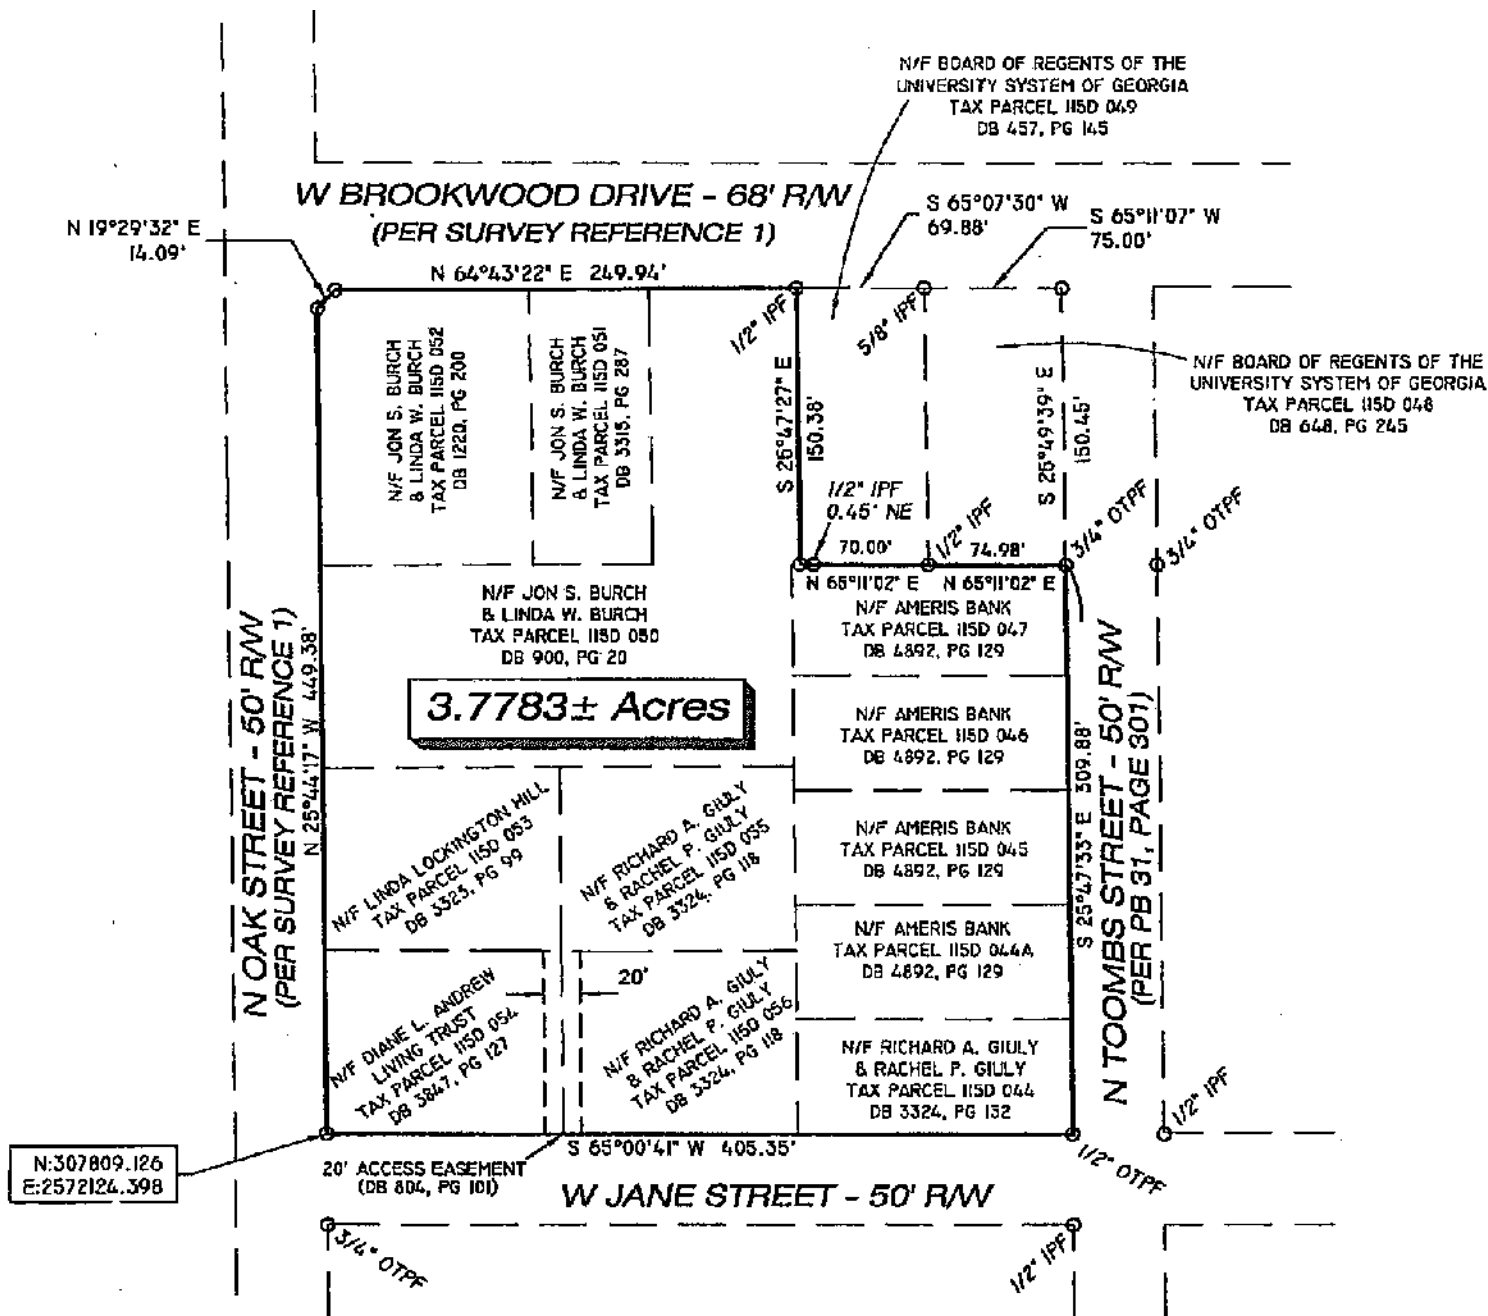 N/F BOARD OF REGENTS OF THE
UNIVERSITY SYSTEM OF GEORGIA
TAX PARCEL 115D 049
DB 457, PG 145
W BROOKWOOD DRIVE - 68' R/W
(PER SURVEY REFERENCE 1)
S 65°07'30" W
69.88'
S 65°11'07" W
75.00'
N 19°29'32" E
14.09'
N 64°43'22" E 249.94'
1/2" IPF
5/8" IPF
N/F JON S. BURCH
& LINDA W. BURCH
TAX PARCEL 115D 052
DB 1220, PG 200
N/F JON S. BURCH
& LINDA W. BURCH
TAX PARCEL 115D 051
DB 3315, PG 287
S 25°47'27" E
150.38'
S 25°49'39" E
150.45'
N/F BOARD OF REGENTS OF THE
UNIVERSITY SYSTEM OF GEORGIA
TAX PARCEL 115D 048
DB 648, PG 245
1/2" IPF
0.45' NE
1/2" IPF
3/4" OTPF
3/4" OTPF
70.00'
74.98'
N 65°11'02" E
N 65°11'02" E
N/F JON S. BURCH
& LINDA W. BURCH
TAX PARCEL 115D 050
DB 900, PG 20
3.7783± Acres
N/F AMERIS BANK
TAX PARCEL 115D 047
DB 4892, PG 129
N/F AMERIS BANK
TAX PARCEL 115D 046
DB 4892, PG 129
N/F AMERIS BANK
TAX PARCEL 115D 045
DB 4892, PG 129
N/F AMERIS BANK
TAX PARCEL 115D 044A
DB 4892, PG 129
N/F RICHARD A. GIULY
& RACHEL P. GIULY
TAX PARCEL 115D 044
DB 3324, PG 132
N OAK STREET - 50' R/W
(PER SURVEY REFERENCE 1)
N 25°44'17" W 449.38'
N/F LINDA LOCKINGTON HILL
TAX PARCEL 115D 053
DB 3323, PG 99
N/F RICHARD A. GIULY
& RACHEL P. GIULY
TAX PARCEL 115D 055
DB 3324, PG 118
N/F DIANE L. ANDREW
LIVING TRUST
TAX PARCEL 115D 054
DB 3847, PG 127
20'
N/F RICHARD A. GIULY
& RACHEL P. GIULY
TAX PARCEL 115D 056
DB 3324, PG 118
S 25°47'33" E 309.88'
N TOOMBS STREET - 50' R/W
(PER PB 31, PAGE 301)
1/2" IPF
N:307809.126
E:2572124.398
S 65°00'41" W 405.35'
20' ACCESS EASEMENT
(DB 804, PG 101)
W JANE STREET - 50' R/W
1/2" OTPF
3/4" OTPF
1/2" IPF